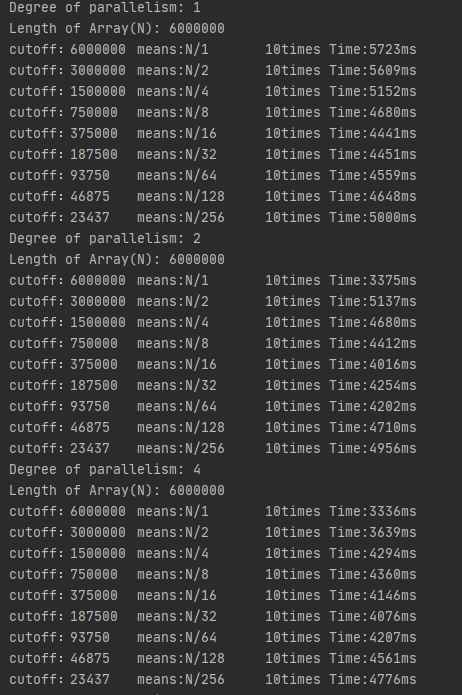 Degree of parallelism: 1
Length of Array(N): 6000000
cutoff：6000000 means:N/1 10times Time:5723ms
cutoff：3000000 means:N/2 10times Time:5609ms
cutoff：1500000 means:N/4 10times Time:5152ms
cutoff：750000 means:N/8 10times Time:4680ms
cutoff：375000 means:N/16 10times Time:4441ms
cutoff：187500 means:N/32 10times Time:4451ms
cutoff：93750 means:N/64 10times Time:4559ms
cutoff：46875 means:N/128 10times Time:4648ms
cutoff：23437 means:N/256 10times Time:5000ms
Degree of parallelism: 2
Length of Array(N): 6000000
cutoff：6000000 means:N/1 10times Time:3375ms
cutoff：3000000 means:N/2 10times Time:5137ms
cutoff：1500000 means:N/4 10times Time:4680ms
cutoff：750000 means:N/8 10times Time:4412ms
cutoff：375000 means:N/16 10times Time:4016ms
cutoff：187500 means:N/32 10times Time:4254ms
cutoff：93750 means:N/64 10times Time:4202ms
cutoff：46875 means:N/128 10times Time:4710ms
cutoff：23437 means:N/256 10times Time:4956ms
Degree of parallelism: 4
Length of Array(N): 6000000
cutoff：6000000 means:N/1 10times Time:3336ms
cutoff：3000000 means:N/2 10times Time:3639ms
cutoff：1500000 means:N/4 10times Time:4294ms
cutoff：750000 means:N/8 10times Time:4360ms
cutoff：375000 means:N/16 10times Time:4146ms
cutoff：187500 means:N/32 10times Time:4076ms
cutoff：93750 means:N/64 10times Time:4207ms
cutoff：46875 means:N/128 10times Time:4561ms
cutoff：23437 means:N/256 10times Time:4776ms